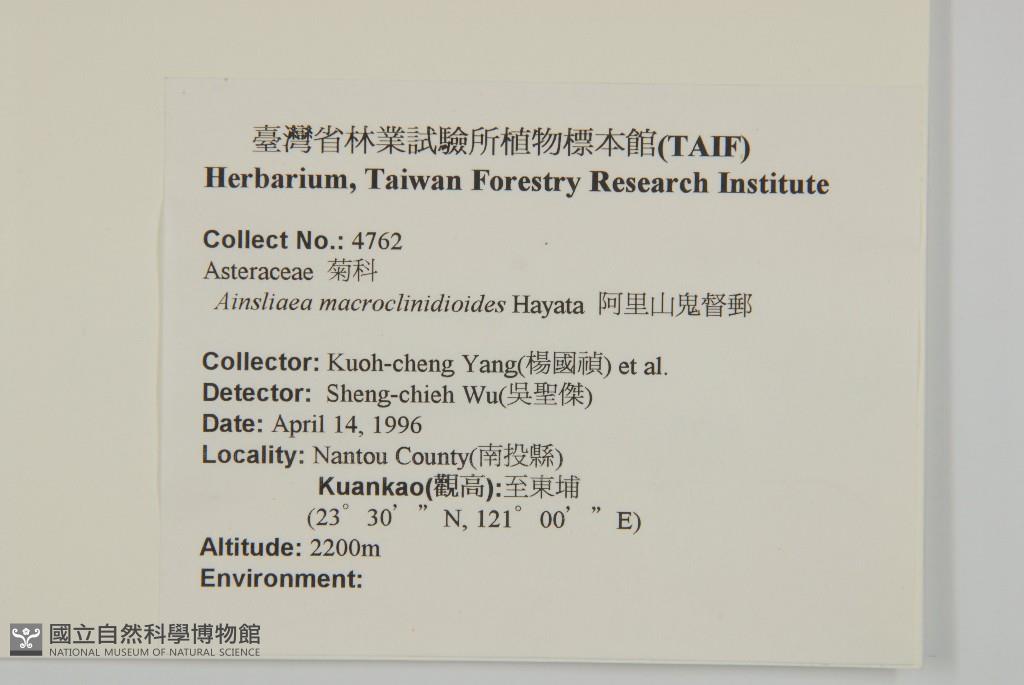 臺灣省林業試驗所植物標本館(TAIF)
Herbarium, Taiwan Forestry Research Institute
Collect No.: 4762
Asteraceae 菊科
Ainsliaea macroclinidioides Hayata 阿里山鬼督郵
Collector: Kuoh-cheng Yang(楊國禎) et al.
Detector: Sheng-chieh Wu(吳聖傑)
Date: April 14, 1996
Locality: Nantou County(南投縣)
Kuankao(觀高):至東埔
(23° 30’ ” N, 121° 00’ ” E)
Altitude: 2200m
Environment:
國立自然科學博物館
NATIONAL MUSEUM OF NATURAL SCIENCE